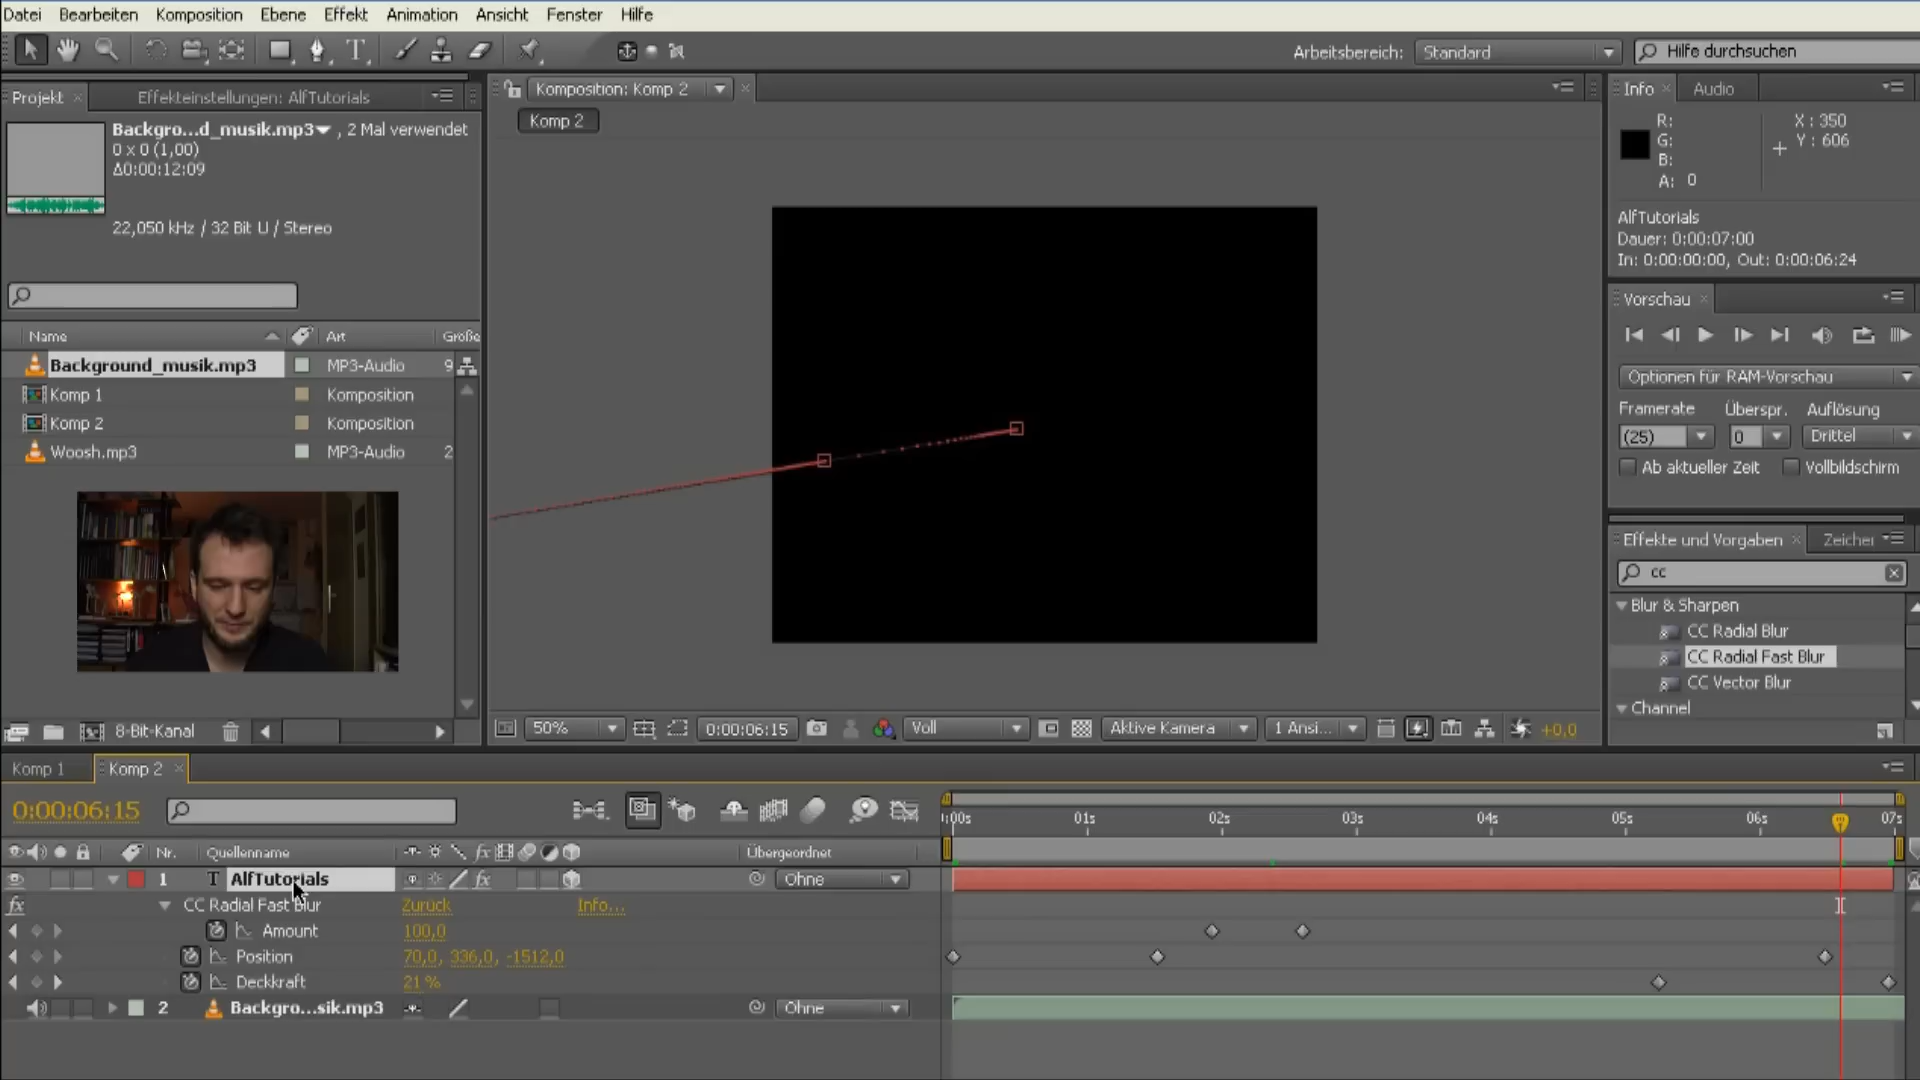 Datei Bearbeiten Komposition Ebene Effekt Animation Ansicht Fenster Hilfe
Arbeitsbereich: Standard Hilfe durchsuchen
Projekt Effekteinstellungen: AlfTutorials
Backgro...d_musik.mp3 , 2 Mal verwendet
0 x 0 (1,00)
Δ0:00:12:09
22,050 kHz / 32 Bit U / Stereo
Name Art Größe
Background_musik.mp3 MP3-Audio 9
Komp 1 Komposition
Komp 2 Komposition
Woosh.mp3 MP3-Audio 2
8-Bit-Kanal
Komposition: Komp 2
Komp 2
50% 0:00:06:15 Voll Aktive Kamera 1 Ansi... +0,0
Info Audio
R: X : 350
G: Y : 606
B:
A: 0
AlfTutorials
Dauer: 0:00:07:00
In: 0:00:00:00, Out: 0:00:06:24
Vorschau
Optionen für RAM-Vorschau
Framerate Überspr. Auflösung
(25) 0 Drittel
Ab aktueller Zeit Vollbildschirm
Effekte und Vorgaben Zeicher
cc
Blur & Sharpen
CC Radial Blur
CC Radial Fast Blur
CC Vector Blur
Channel
Komp 1 Komp 2
0:00:06:15
:00s 01s 02s 03s 04s 05s 06s 07s
Nr. Quellenname fx Übergeordnet
1 T AlfTutorials fx Ohne
fx CC Radial Fast Blur Zurück Info...
Amount 100,0
Position 70,0, 336,0, -1512,0
Deckkraft 21 %
2 Backgro...sik.mp3 Ohne